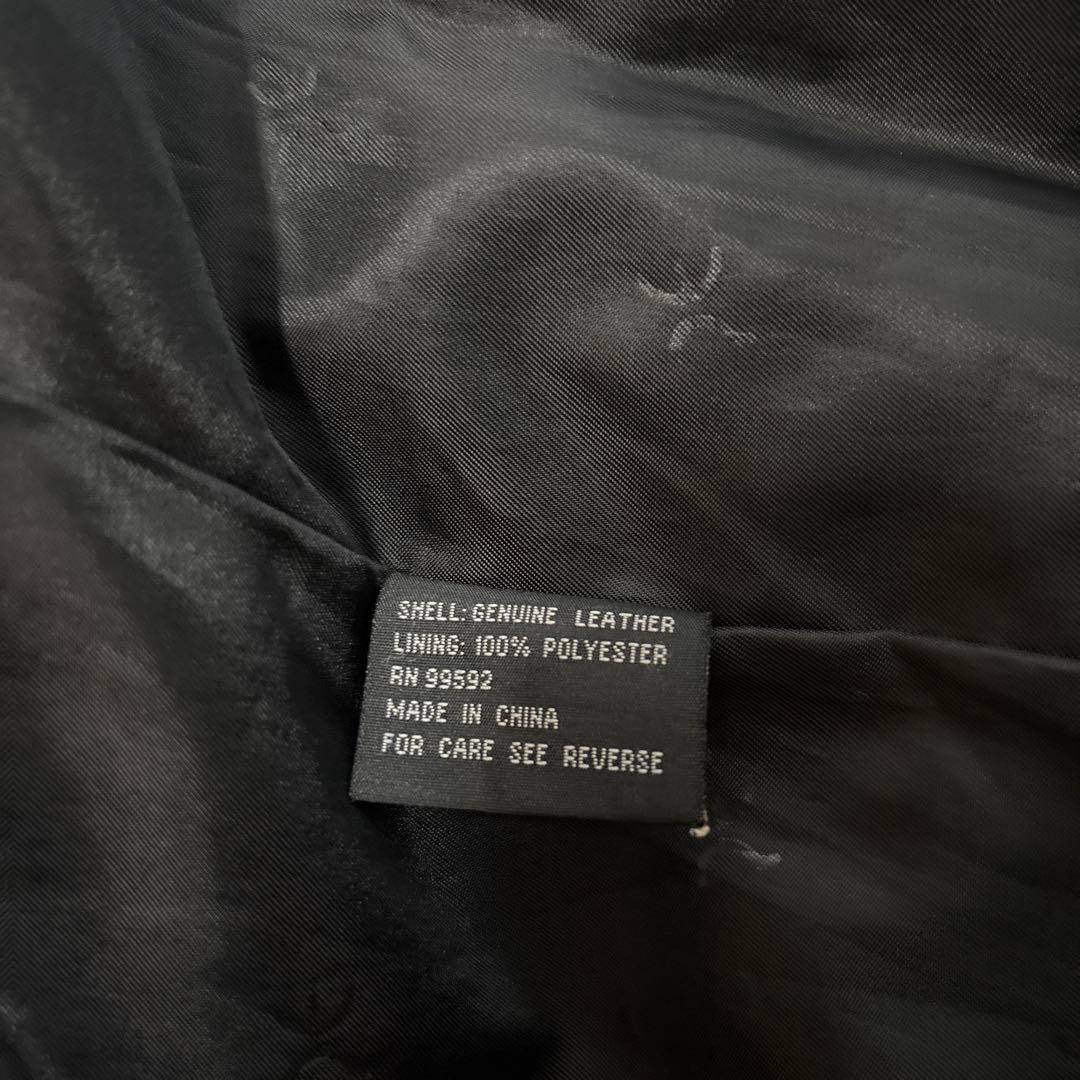 SHELL: GENUINE LEATHER
LINING: 100% POLYESTER
RN 99592
MADE IN CHINA
FOR CARE SEE REVERSE